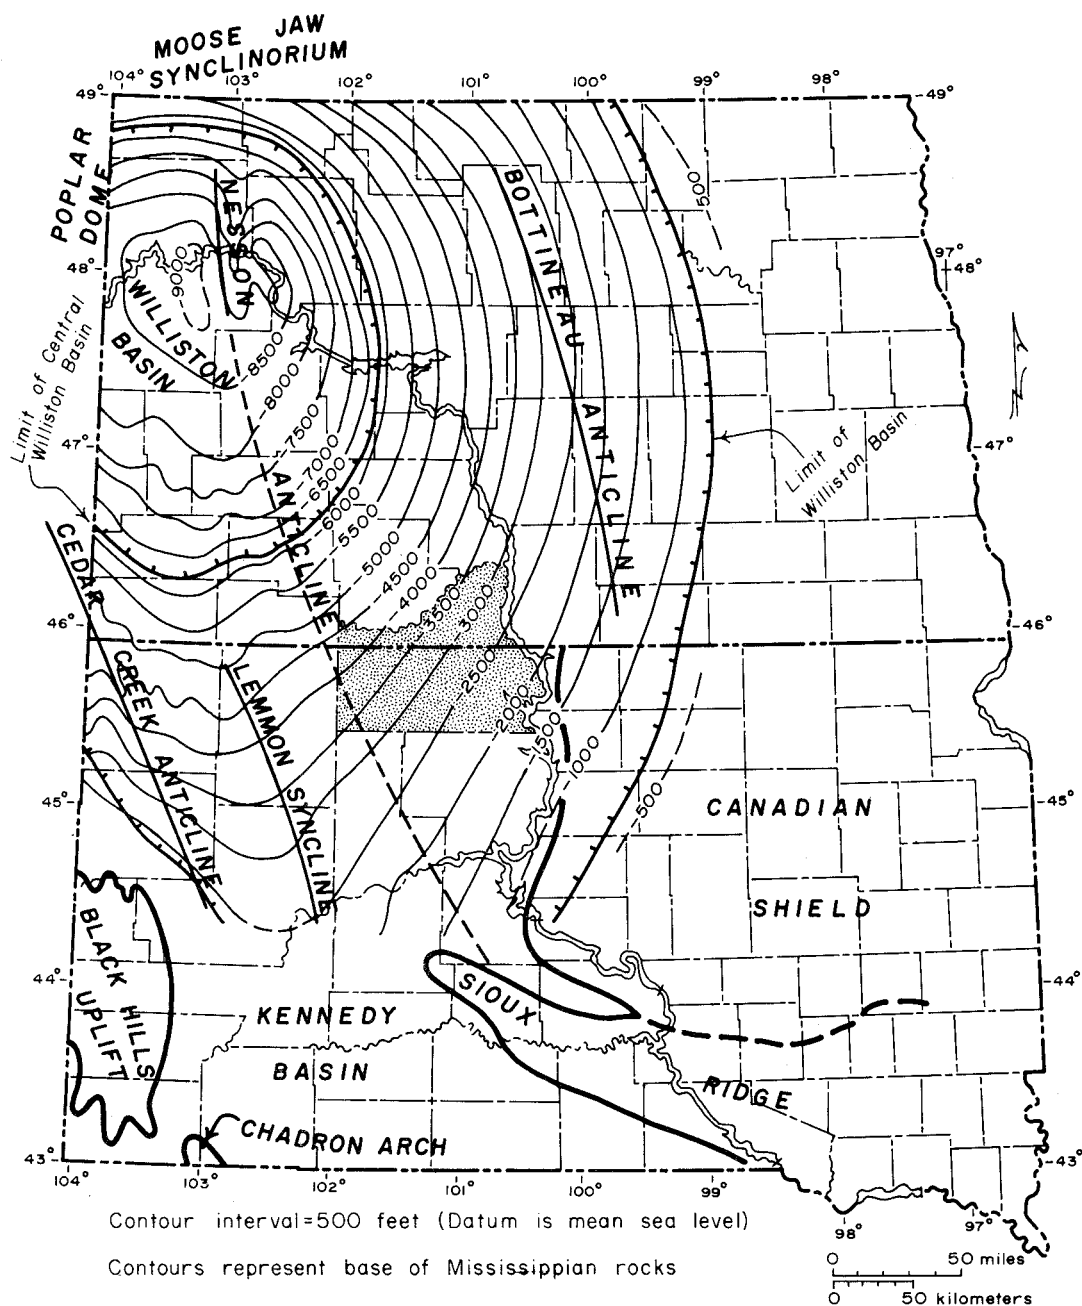 MOOSE JAW
SYNCLINORIUM
104°
103°
102°
101°
100°
99°
98°
49°
49°
POPLAR
DOME
NESSON
ANTICLINE
BOTTINEAU
ANTICLINE
500
48°
97°
48°
9000
WILLISTON
BASIN
Limit of Central
Williston Basin
8500
8000
7500
7000
6500
6000
5500
5000
4500
4000
3500
3000
2500
2000
1500
1000
500
47°
47°
Limit of
Williston Basin
CEDAR
CREEK
ANTICLINE
46°
46°
LEMMON SYNCLINE
45°
45°
CANADIAN
SHIELD
BLACK HILLS
UPLIFT
44°
44°
SIOUX
RIDGE
KENNEDY
BASIN
CHADRON ARCH
43°
43°
104°
103°
102°
101°
100°
99°
98°
97°
Contour interval=500 feet (Datum is mean sea level)
Contours represent base of Mississippian rocks
0 50 miles
0 50 kilometers